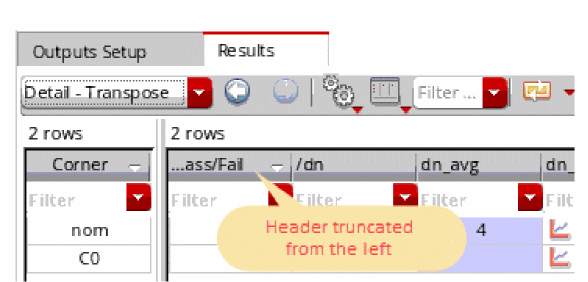 Outputs Setup Results
Detail - Transpose Filter ...
2 rows 2 rows
Corner ...ass/Fail /dn dn_avg dn_
Filter Filter Filter Filter Filt
Header truncated
from the left
nom 4
C0